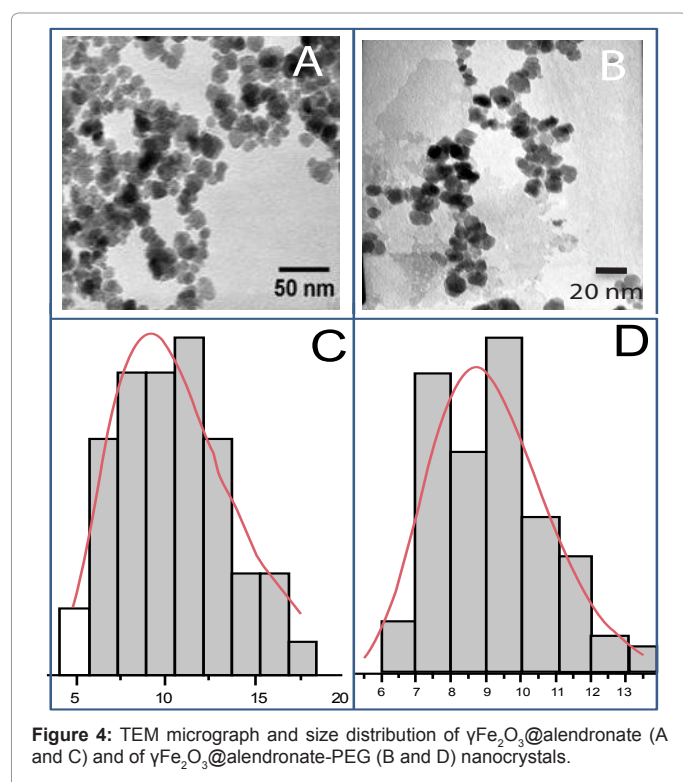 A
B
50 nm
20 nm
C
D
5 10 15 20
6 7 8 9 10 11 12 13
Figure 4: TEM micrograph and size distribution of γFe₂O₃@alendronate (A
and C) and of γFe₂O₃@alendronate-PEG (B and D) nanocrystals.